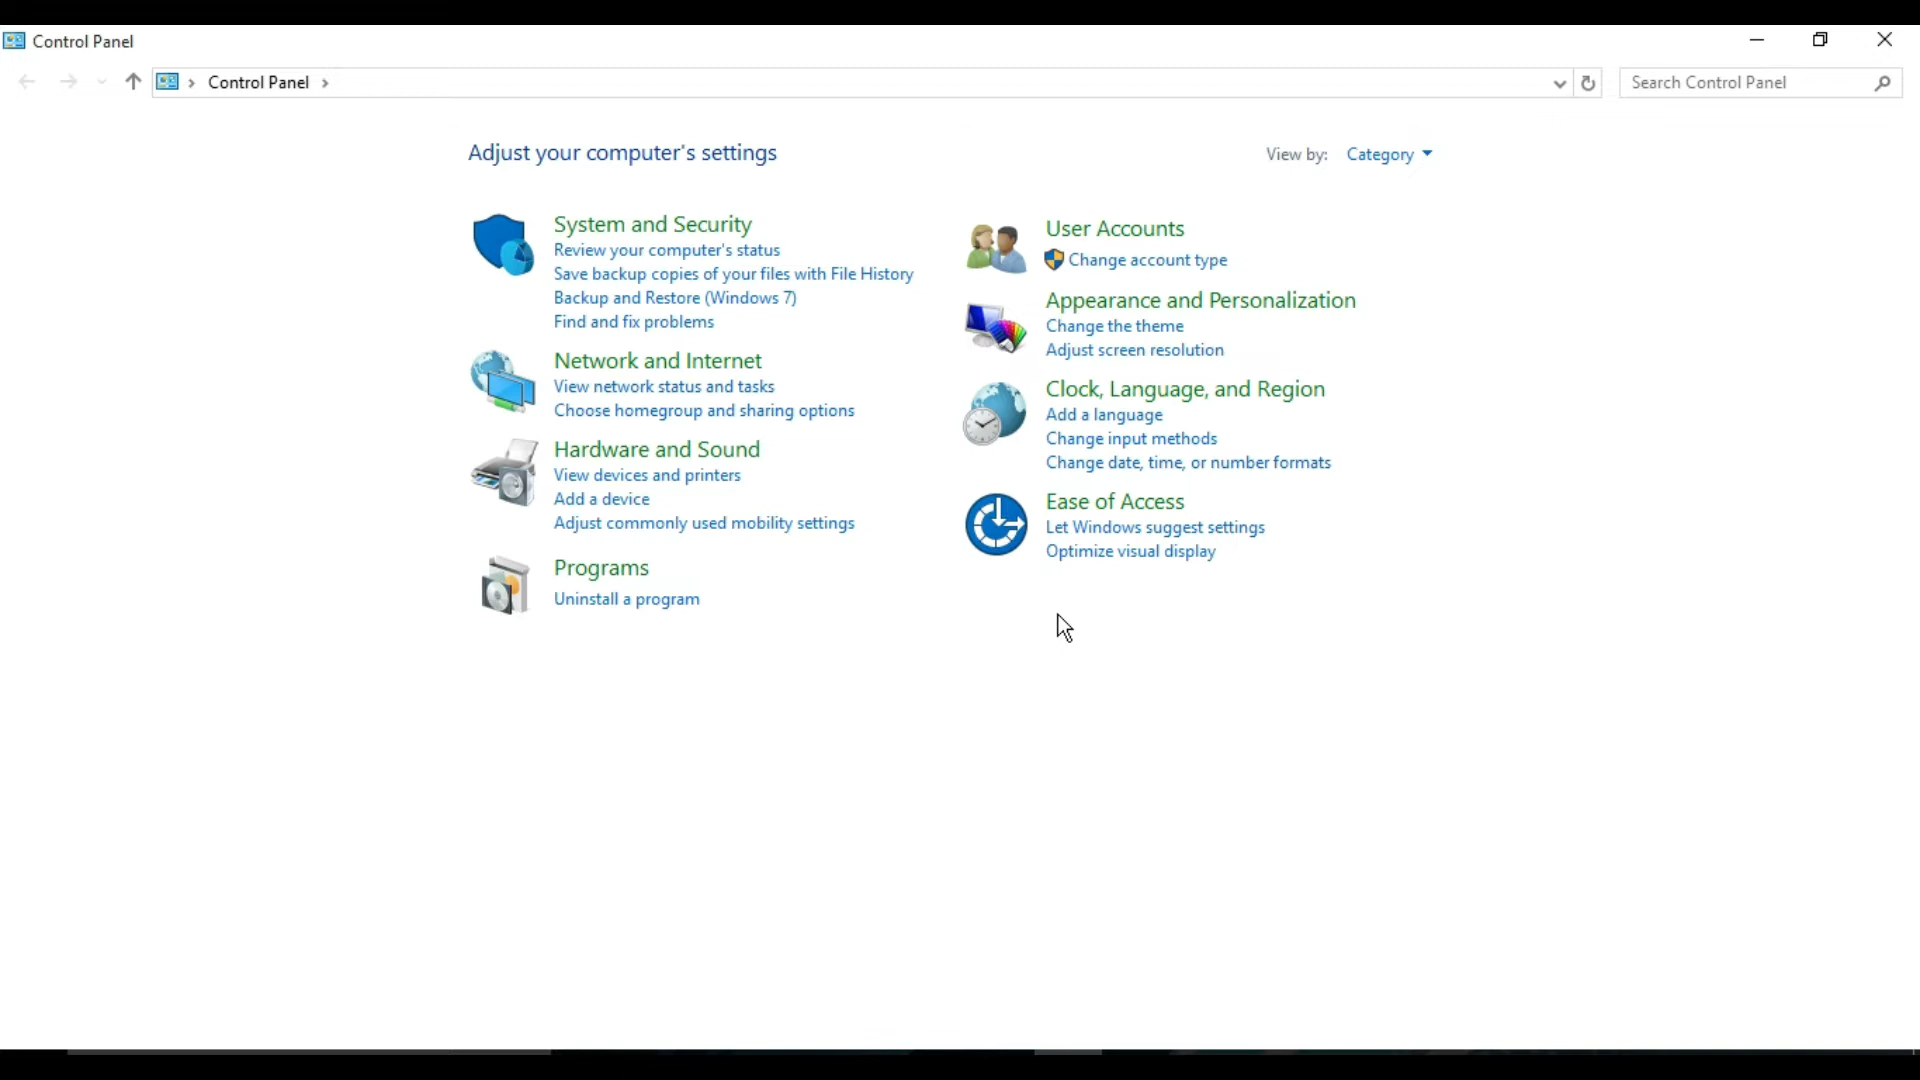 Control Panel
Control Panel
Search Control Panel
Adjust your computer's settings
View by: Category
System and Security
Review your computer's status
Save backup copies of your files with File History
Backup and Restore (Windows 7)
Find and fix problems
Network and Internet
View network status and tasks
Choose homegroup and sharing options
Hardware and Sound
View devices and printers
Add a device
Adjust commonly used mobility settings
Programs
Uninstall a program
User Accounts
Change account type
Appearance and Personalization
Change the theme
Adjust screen resolution
Clock, Language, and Region
Add a language
Change input methods
Change date, time, or number formats
Ease of Access
Let Windows suggest settings
Optimize visual display